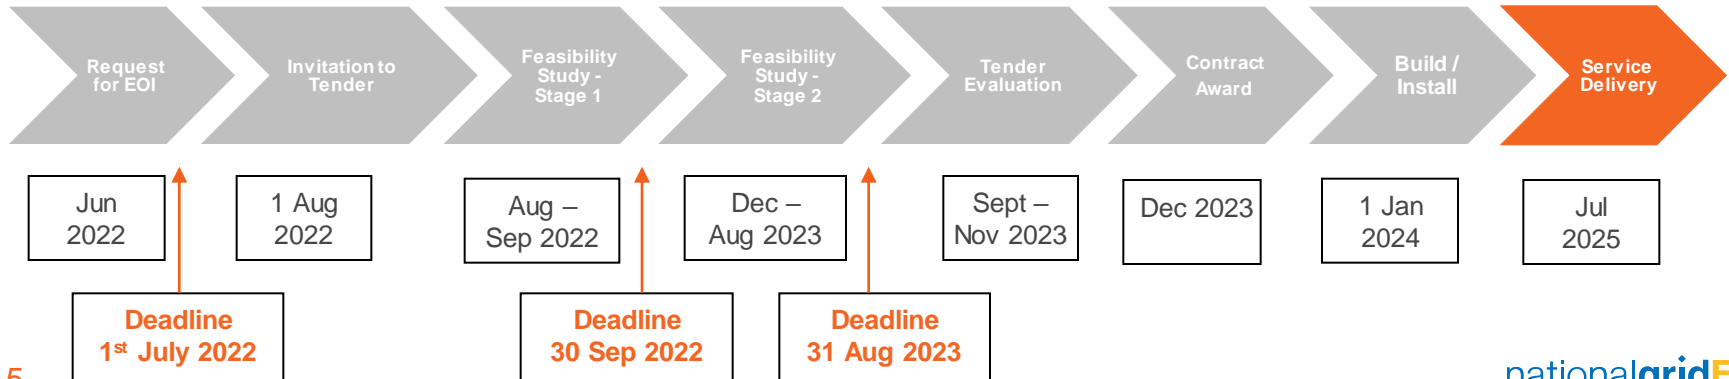 Request
for EOI
Invitation to
Tender
Feasibility
Study -
Stage 1
Feasibility
Study -
Stage 2
Tender
Evaluation
Contract
Award
Build /
Install
Service
Delivery
Jun
2022
1 Aug
2022
Aug –
Sep 2022
Dec –
Aug 2023
Sept –
Nov 2023
Dec 2023
1 Jan
2024
Jul
2025
Deadline
1st July 2022
Deadline
30 Sep 2022
Deadline
31 Aug 2023
5
nationalgridE